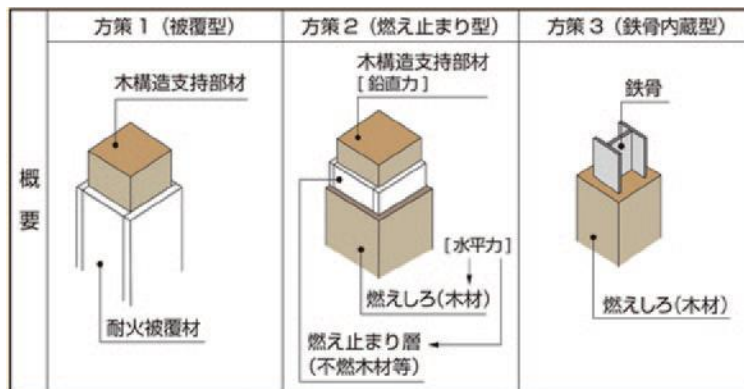 概要
方策1(被覆型)
木構造支持部材
耐火被覆材
方策2(燃え止まり型)
木構造支持部材
[鉛直力]
[水平力]
燃えしろ(木材)
燃え止まり層
(不燃木材等)
方策3(鉄骨内蔵型)
鉄骨
燃えしろ(木材)